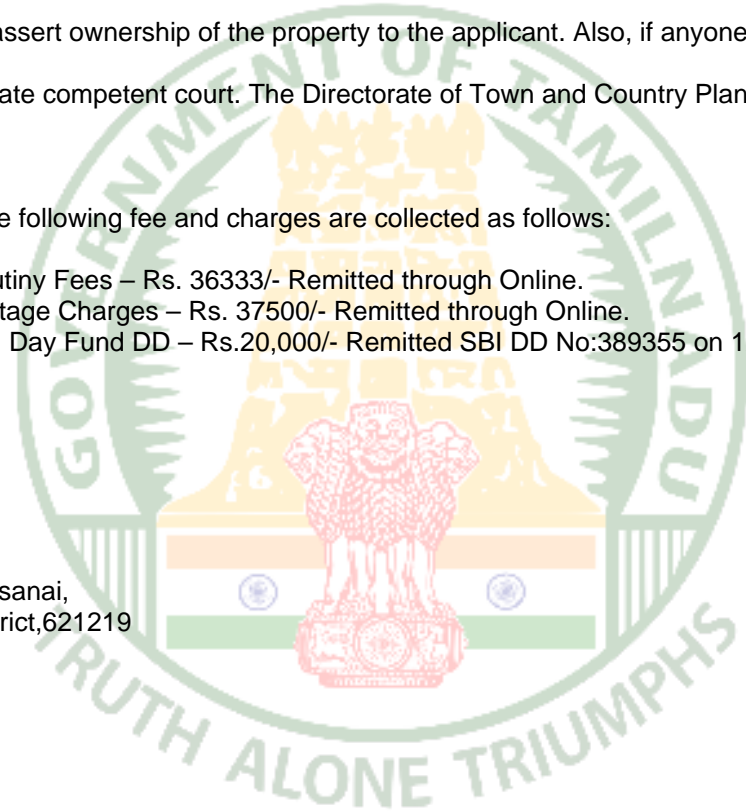 assert ownership of the property to the applicant. Also, if anyone
ate competent court. The Directorate of Town and Country Plan
e following fee and charges are collected as follows:
utiny Fees – Rs. 36333/- Remitted through Online.
tage Charges – Rs. 37500/- Remitted through Online.
Day Fund DD – Rs.20,000/- Remitted SBI DD No:389355 on 1
sanai,
rict,621219
GOVERNMENT OF TAMILNADU
TRUTH ALONE TRIUMPHS